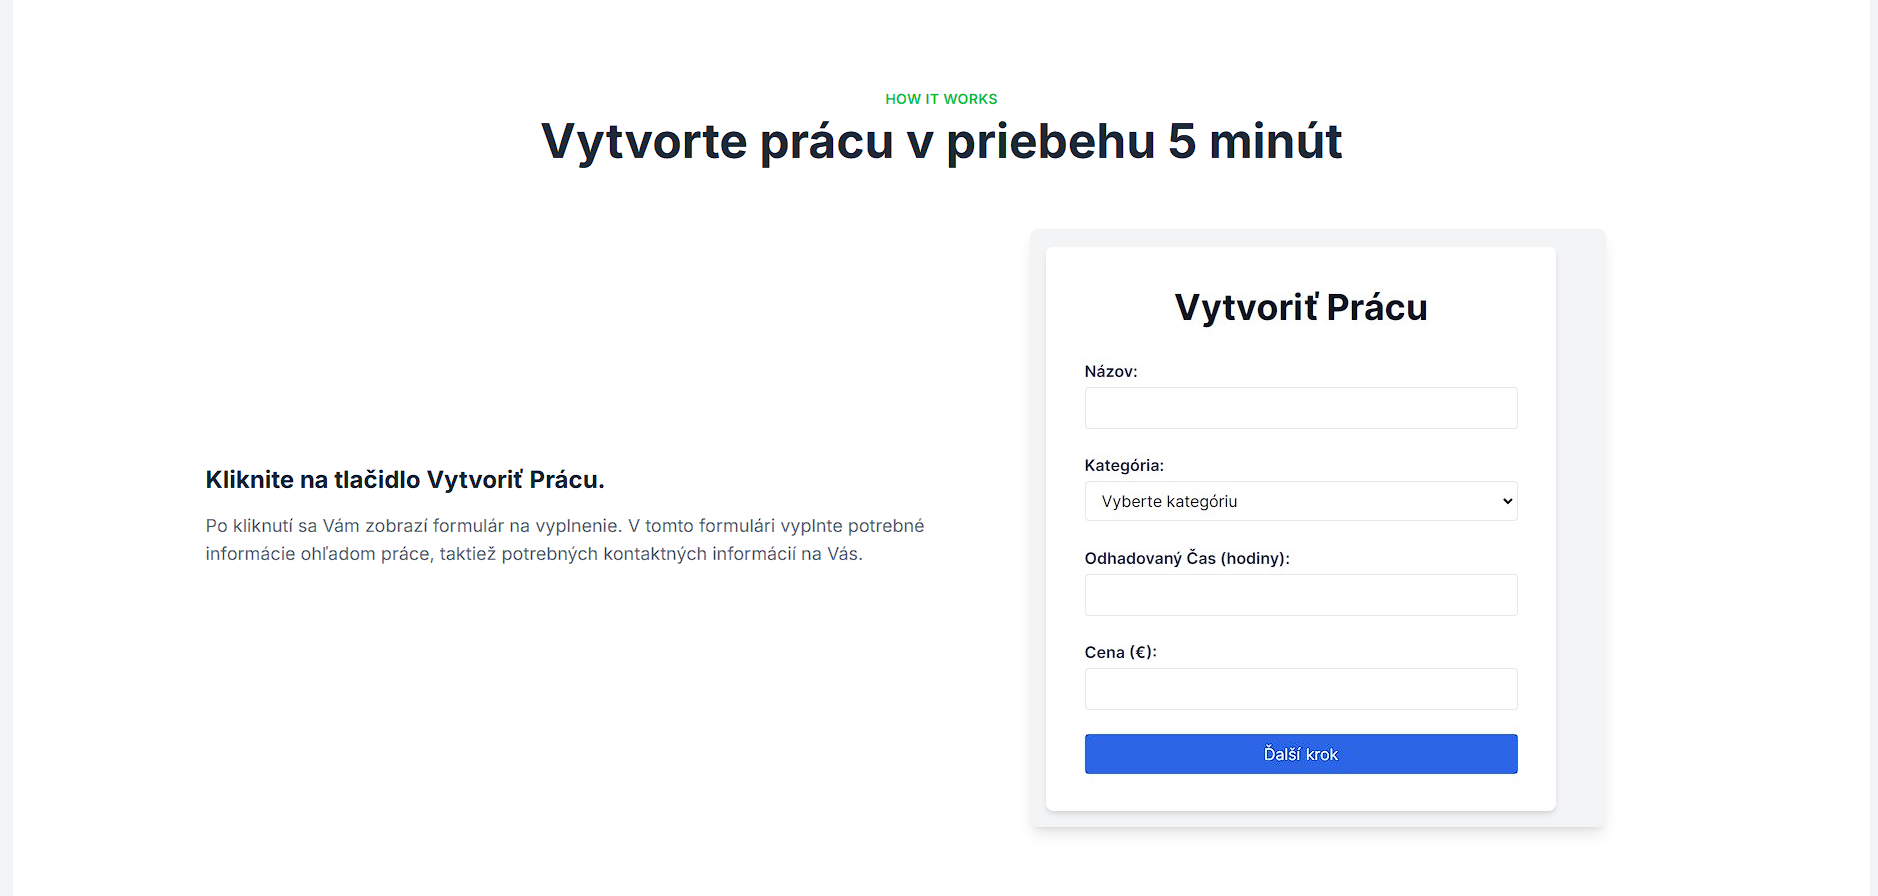 HOW IT WORKS
Vytvorte prácu v priebehu 5 minút
Kliknite na tlačidlo Vytvoriť Prácu.
Po kliknutí sa Vám zobrazí formulár na vyplnenie. V tomto formulári vyplnte potrebné
informácie ohľadom práce, taktiež potrebných kontaktných informácií na Vás.
Vytvoriť Prácu
Názov:
Kategória:
Vyberte kategóriu
Odhadovaný Čas (hodiny):
Cena (€):
Ďalší krok